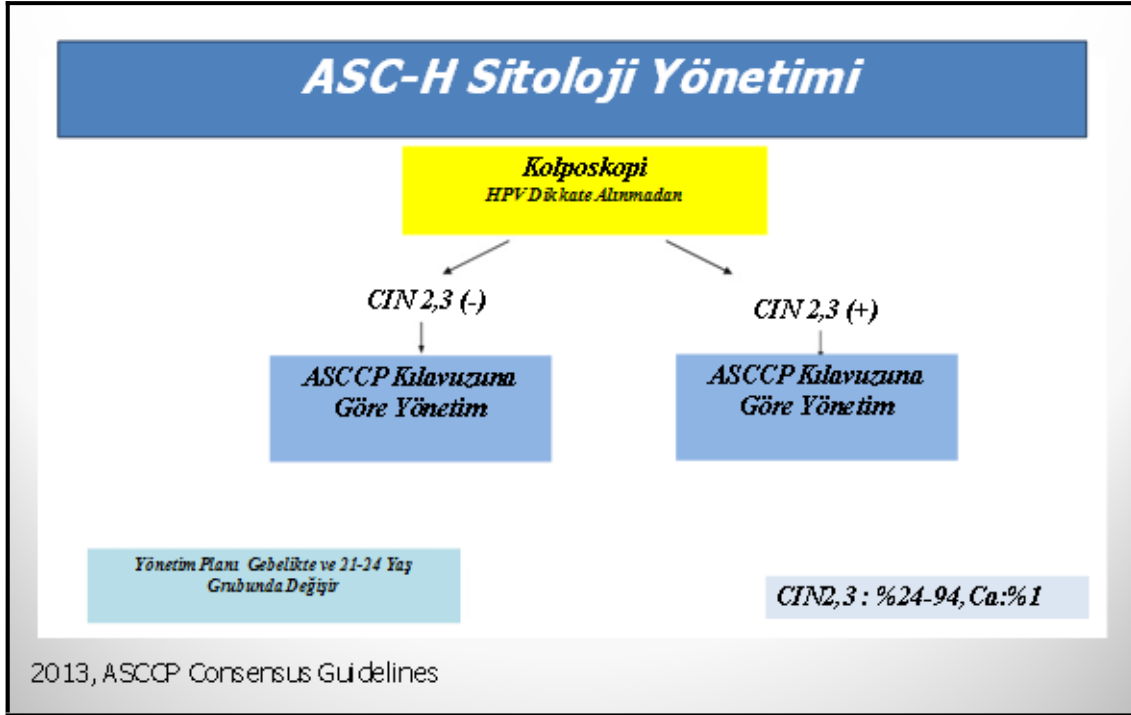 ASC-H Sitoloji Yönetimi
Kolposkopi
HPV Dikkate Alınmadan
CIN 2,3 (-)
CIN 2,3 (+)
ASCCP Kılavuzuna
Göre Yönetim
ASCCP Kılavuzuna
Göre Yönetim
Yönetim Planı Gebelikte ve 21-24 Yaş
Grubunda Değişir
CIN2,3 : %24-94, Ca:%1
2013, ASCCP Consensus Guidelines